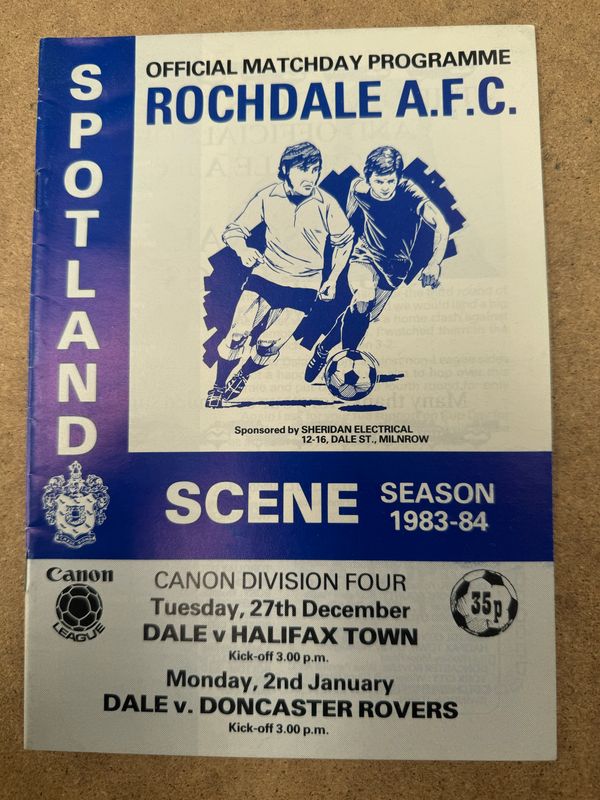 OFFICIAL MATCHDAY PROGRAMME
ROCHDALE A.F.C.
SPOTLAND
Sponsored by SHERIDAN ELECTRICAL
12-16, DALE ST., MILNROW
SCENE
SEASON
1983-84
Canon
LEAGUE
CANON DIVISION FOUR
Tuesday, 27th December
DALE v HALIFAX TOWN
Kick-off 3.00 p.m.
35p
Monday, 2nd January
DALE v. DONCASTER ROVERS
Kick-off 3.00 p.m.